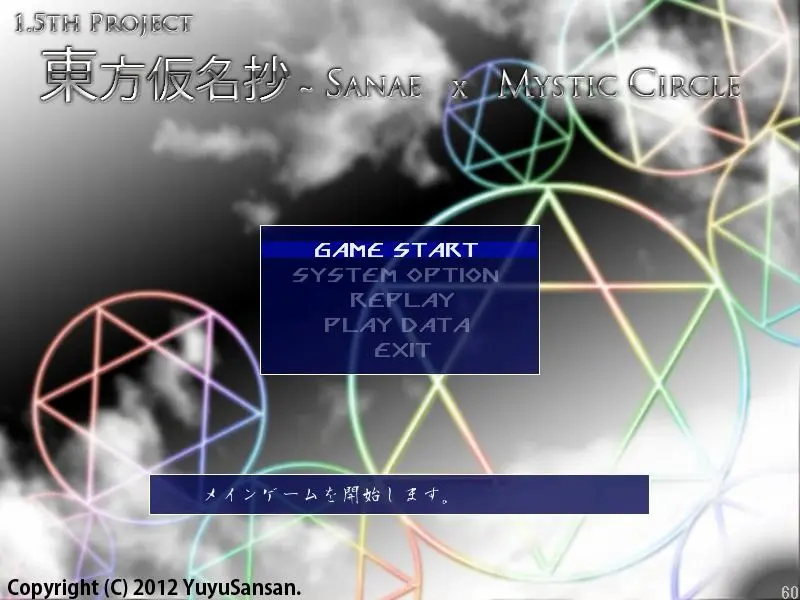 1.5TH PROJECT
東方仮名抄 ~ SANAE x MYSTIC CIRCLE
GAME START
SYSTEM OPTION
REPLAY
PLAY DATA
EXIT
メインゲームを開始します。
Copyright (C) 2012 YuyuSansan.
60